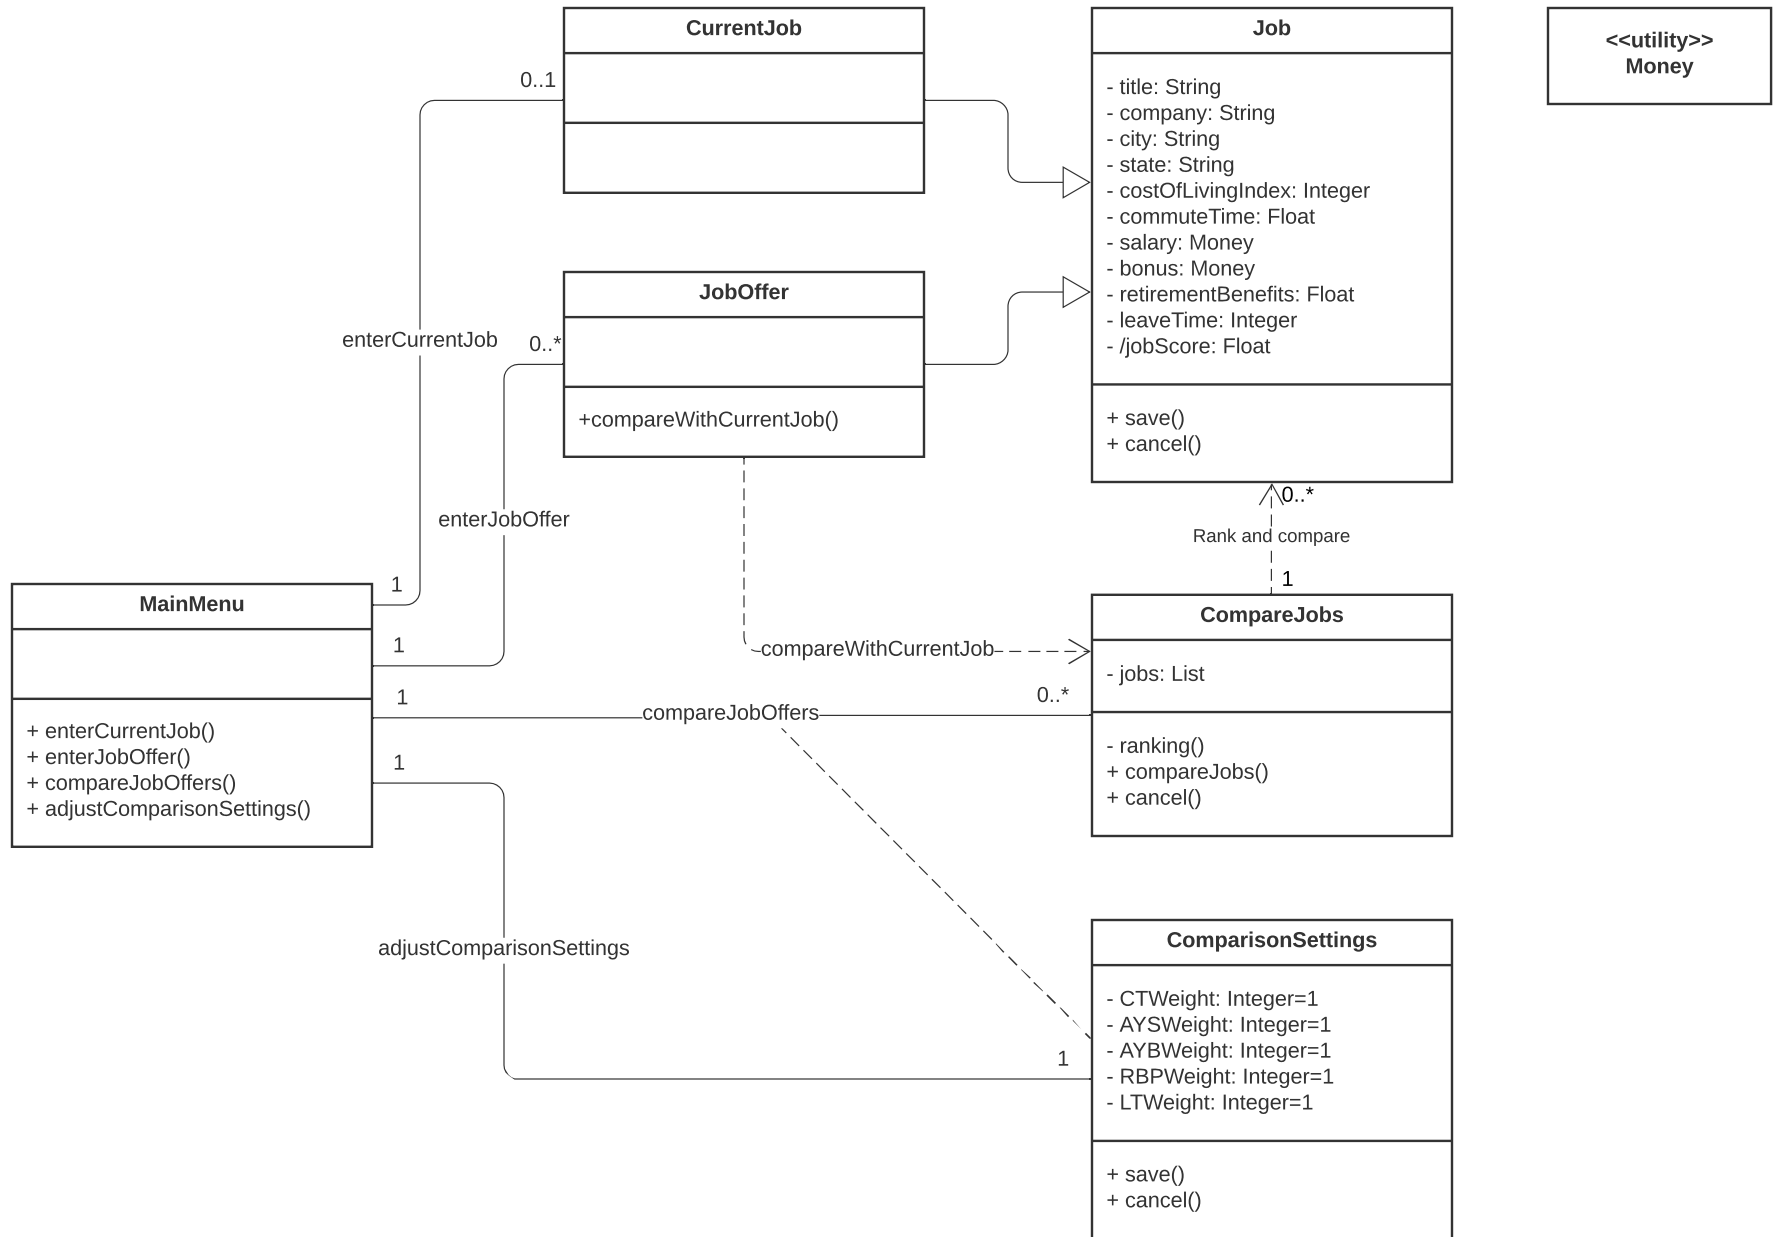 CurrentJob
Job
- title: String
- company: String
- city: String
- state: String
- costOfLivingIndex: Integer
- commuteTime: Float
- salary: Money
- bonus: Money
- retirementBenefits: Float
- leaveTime: Integer
- /jobScore: Float
+ save()
+ cancel()
<<utility>>
Money
0..1
enterCurrentJob
1
JobOffer
+compareWithCurrentJob()
0..*
enterJobOffer
1
compareWithCurrentJob
0..*
Rank and compare
1
MainMenu
+ enterCurrentJob()
+ enterJobOffer()
+ compareJobOffers()
+ adjustComparisonSettings()
1
compareJobOffers
0..*
CompareJobs
- jobs: List
- ranking()
+ compareJobs()
+ cancel()
1
adjustComparisonSettings
1
ComparisonSettings
- CTWeight: Integer=1
- AYSWeight: Integer=1
- AYBWeight: Integer=1
- RBPWeight: Integer=1
- LTWeight: Integer=1
+ save()
+ cancel()